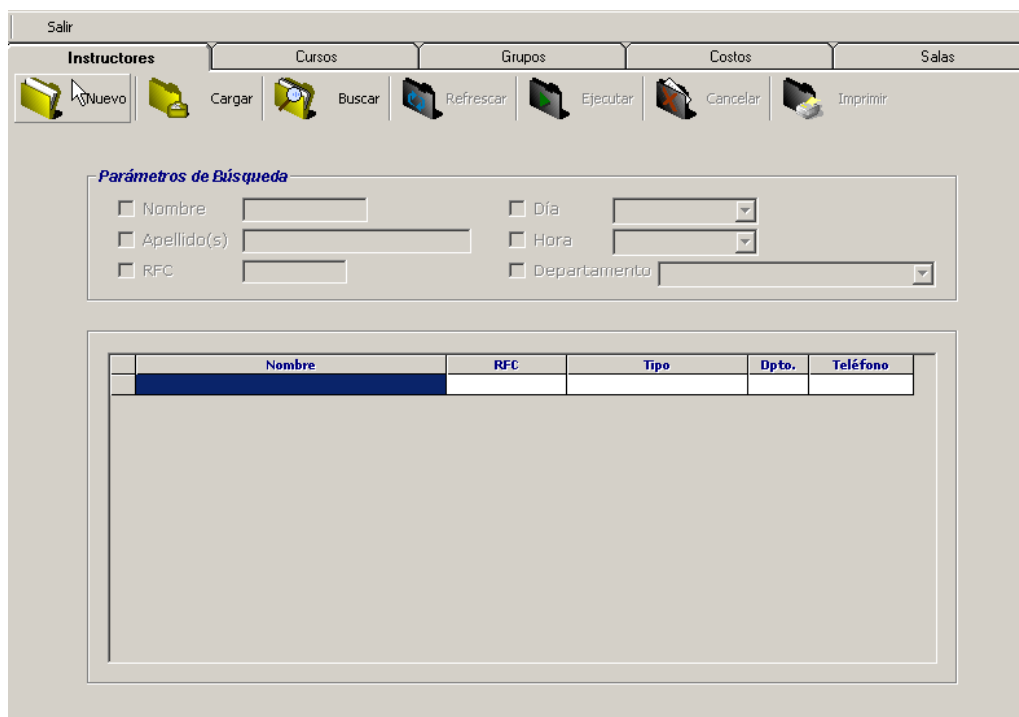 Salir
Instructores Cursos Grupos Costos Salas
Nuevo Cargar Buscar Refrescar Ejecutar Cancelar Imprimir
Parámetros de Búsqueda
Nombre Día
Apellido(s) Hora
RFC Departamento
Nombre RFC Tipo Dpto. Teléfono